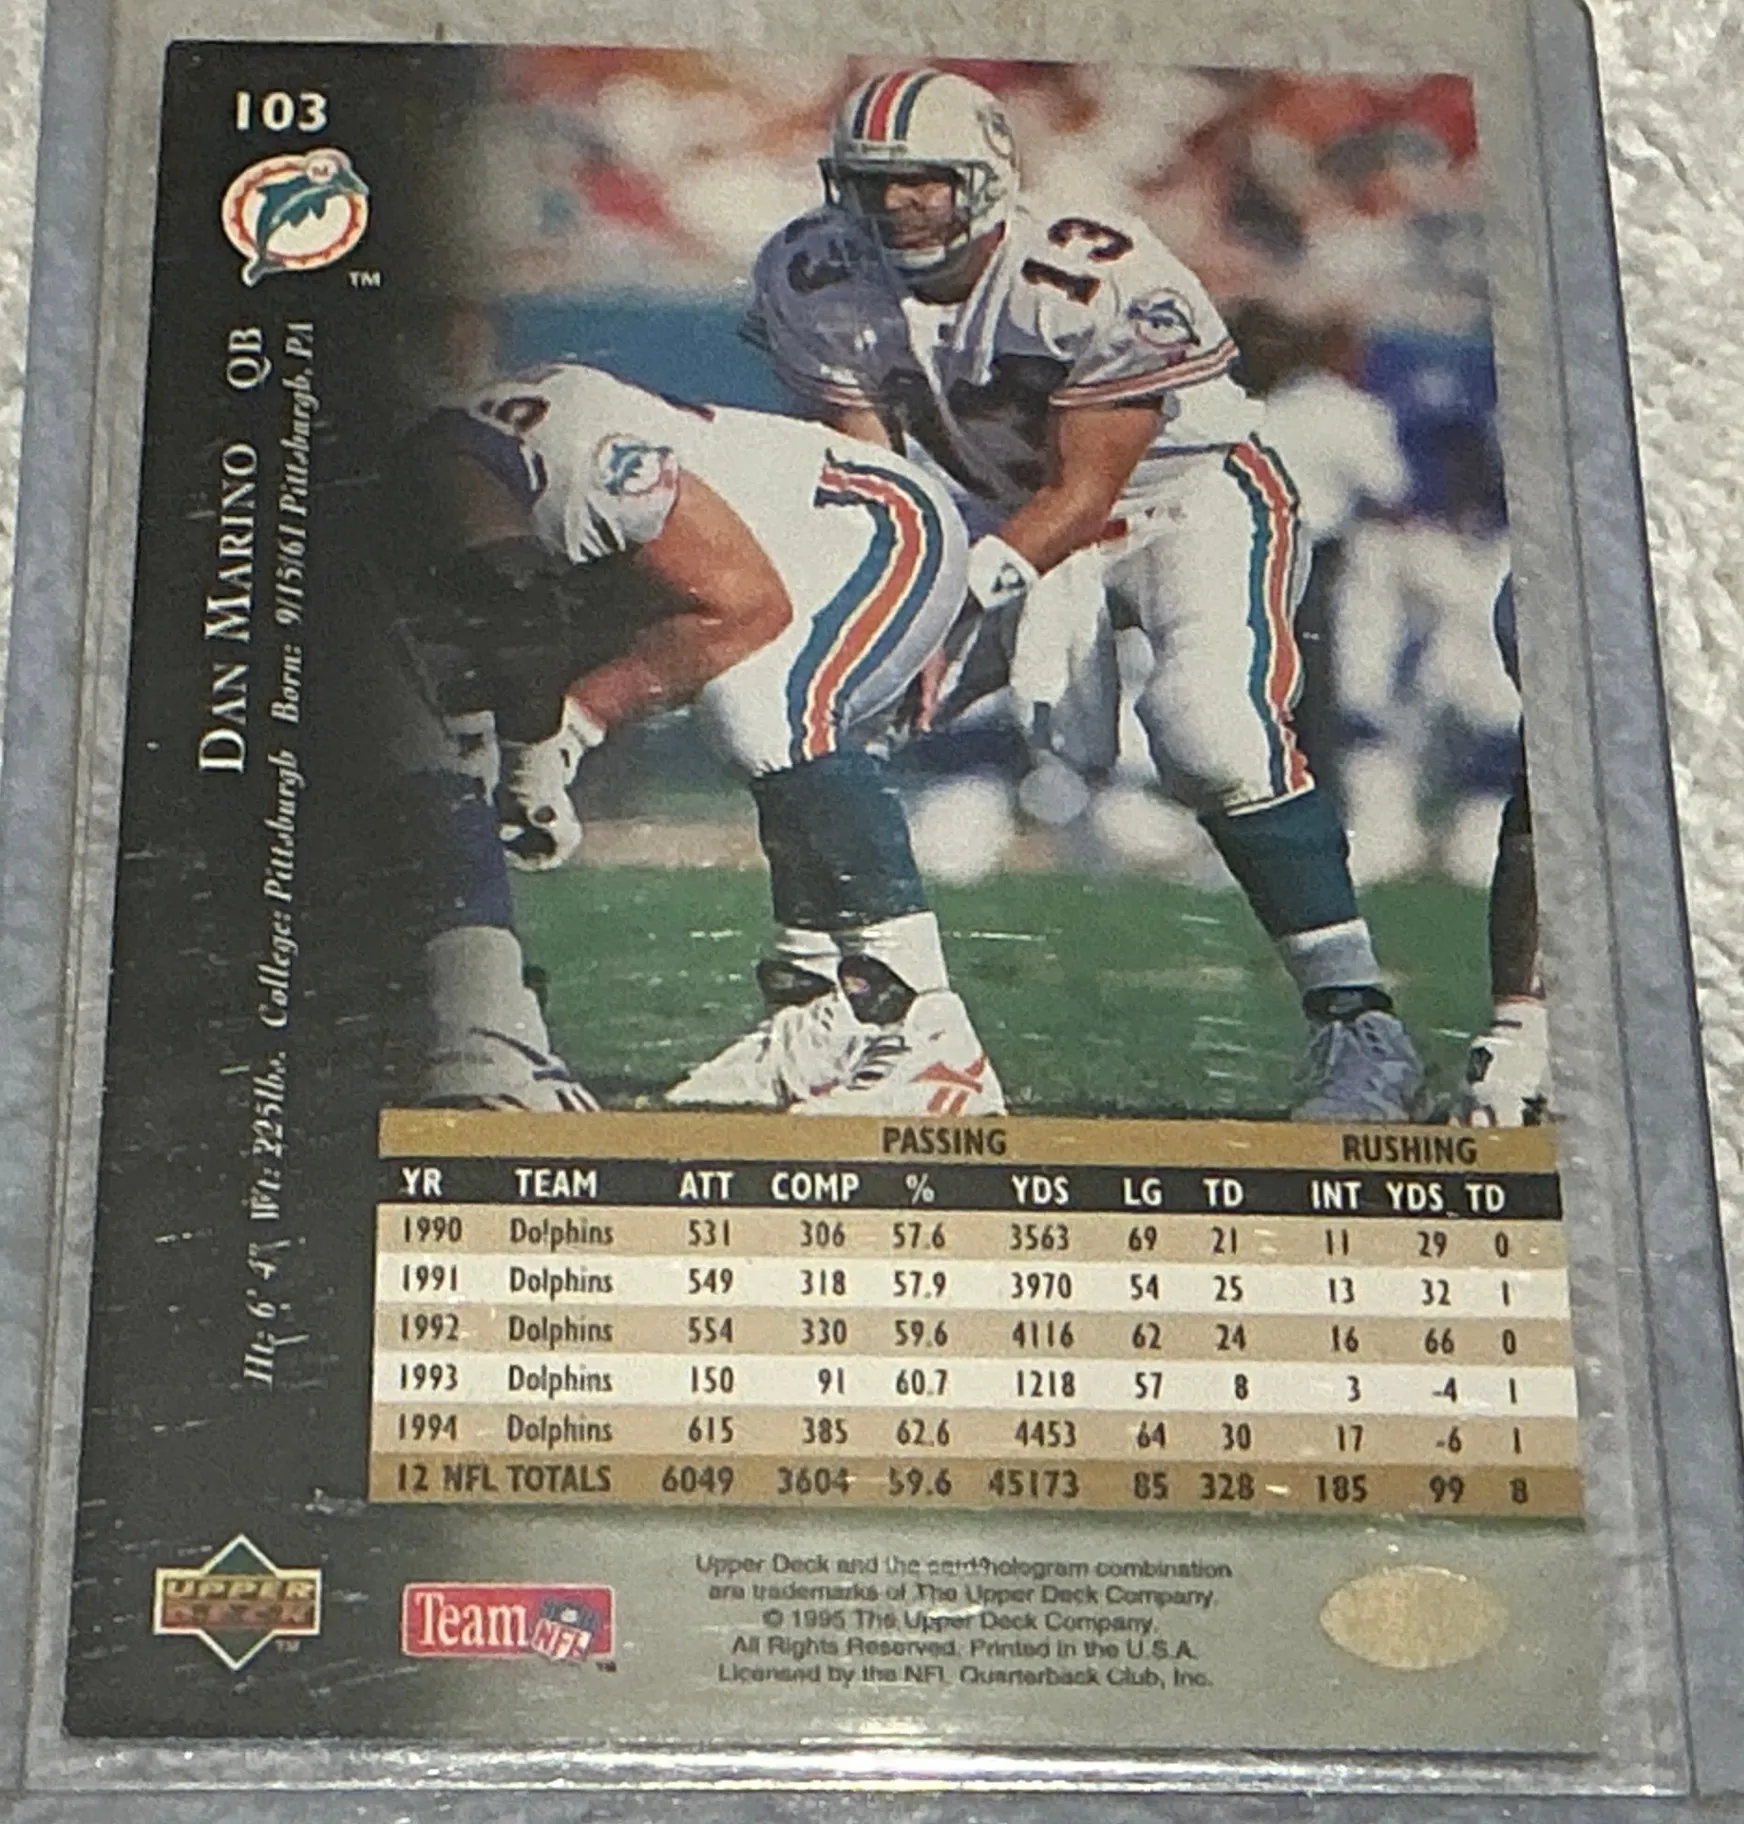 103
TM
DAN MARINO QB
Ht: 6' 4" Wt: 225lbs. College: Pittsburgh Born: 9/15/61 Pittsburgh, PA
13
PASSING RUSHING
YR TEAM ATT COMP % YDS LG TD INT YDS TD
1990 Dolphins 531 306 57.6 3563 69 21 11 29 0
1991 Dolphins 549 318 57.9 3970 54 25 13 32 1
1992 Dolphins 554 330 59.6 4116 62 24 16 66 0
1993 Dolphins 150 91 60.7 1218 57 8 3 -4 1
1994 Dolphins 615 385 62.6 4453 64 30 17 -6 1
12 NFL TOTALS 6049 3604 59.6 45173 85 328 185 99 8
UPPER DECK TM
Team NFL TM
Upper Deck and the card/hologram combination
are trademarks of The Upper Deck Company.
© 1995 The Upper Deck Company.
All Rights Reserved. Printed in the U.S.A.
Licensed by the NFL Quarterback Club, Inc.